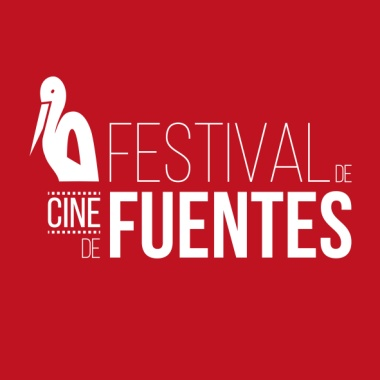 FESTIVAL DE
CINE DE FUENTES